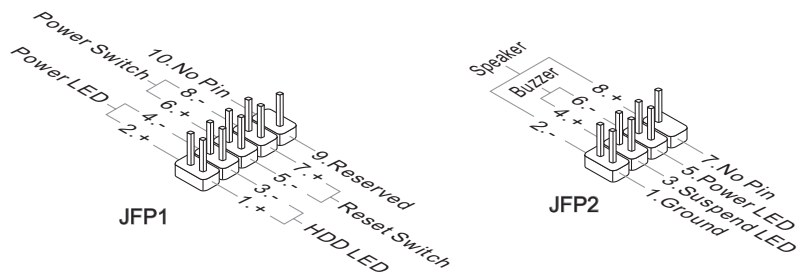 Power Switch
Power LED
10.No Pin
8.-
6.+
4.-
2.+
9.Reserved
7.+
5.-
Reset Switch
3.-
1.+
HDD LED
JFP1
Speaker
Buzzer
8.+
6.-
4.+
2.-
7.No Pin
5.Power LED
3.Suspend LED
1.Ground
JFP2